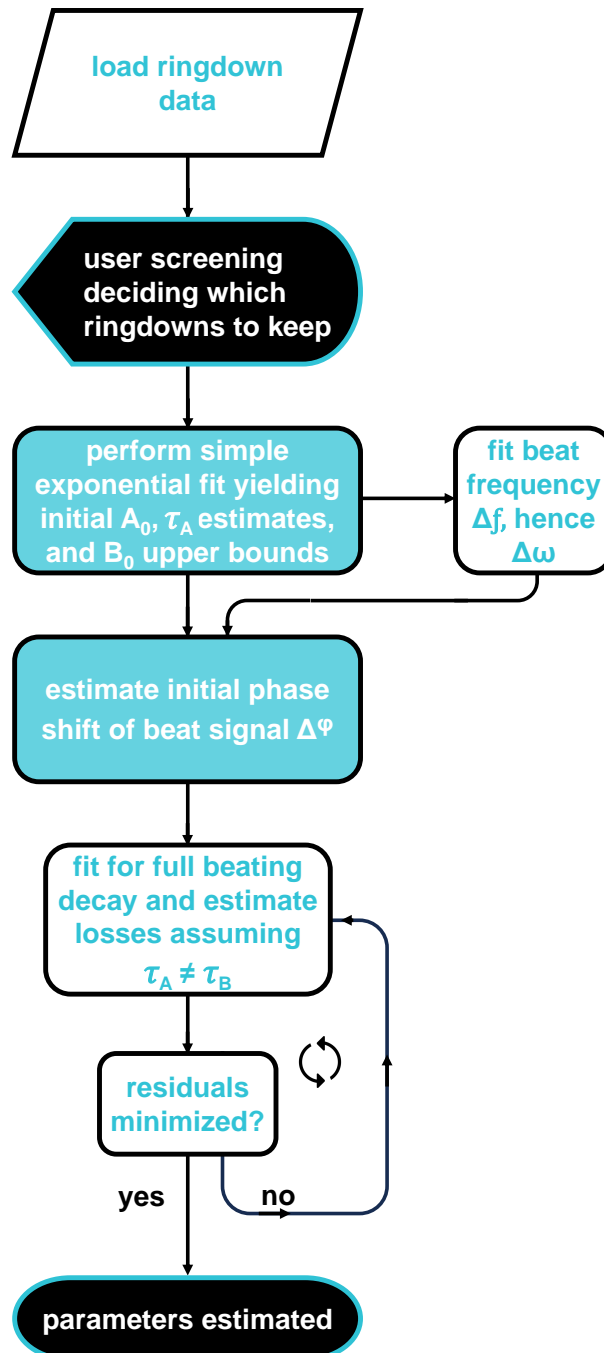 load ringdown
data
user screening
deciding which
ringdowns to keep
perform simple
exponential fit yielding
initial A₀, τ_A estimates,
and B₀ upper bounds
fit beat
frequency
Δƒ, hence
Δω
estimate initial phase
shift of beat signal Δᵠ
fit for full beating
decay and estimate
losses assuming
τ_A ≠ τ_B
residuals
minimized?
yes
no
parameters estimated